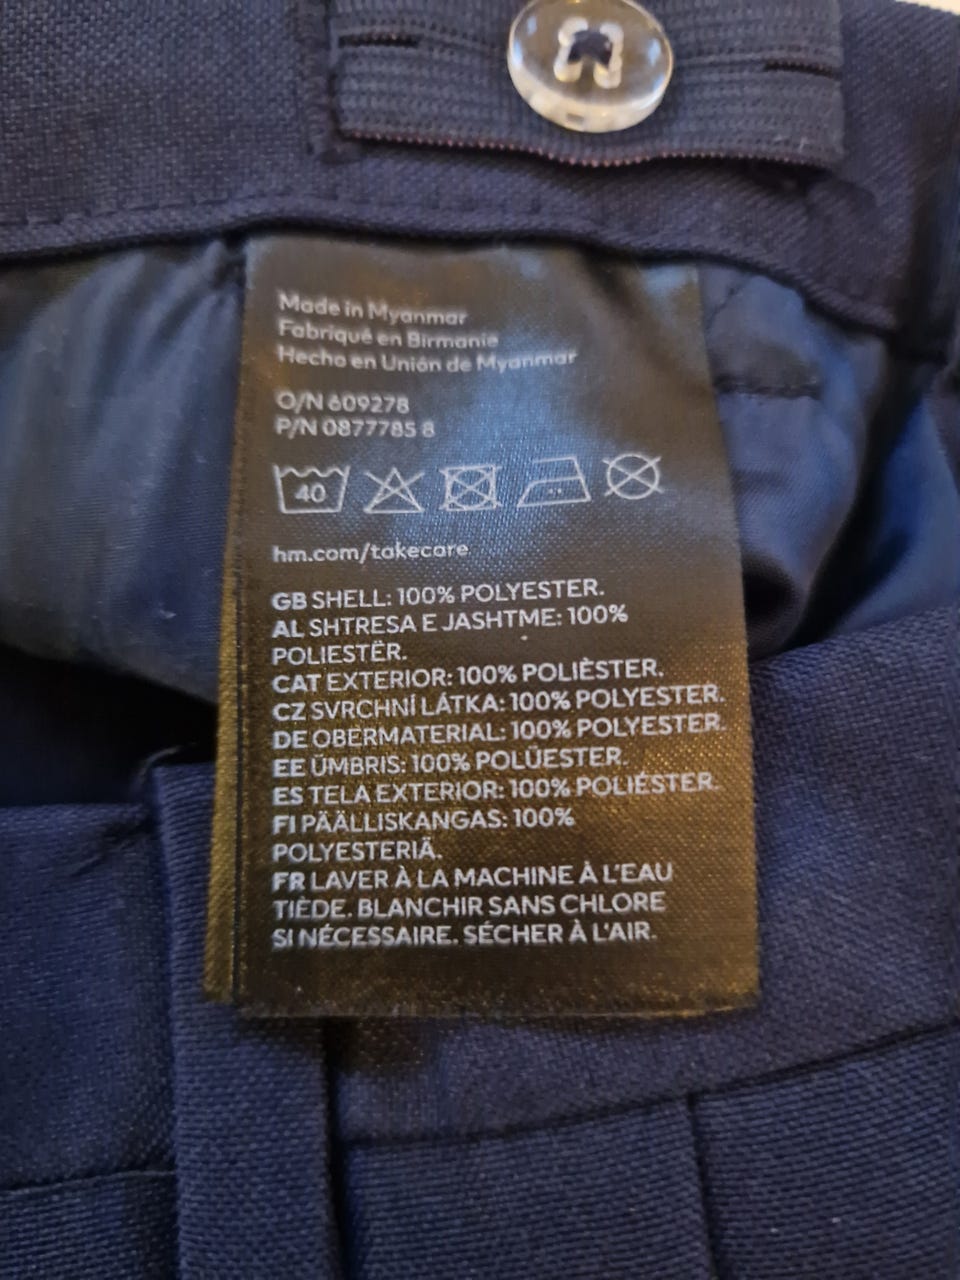 Made in Myanmar
Fabriqué en Birmanie
Hecho en Unión de Myanmar
O/N 609278
P/N 0877785 8
40
hm.com/takecare
GB SHELL: 100% POLYESTER.
AL SHTRESA E JASHTME: 100%
POLIESTËR.
CAT EXTERIOR: 100% POLIÈSTER.
CZ SVRCHNÍ LÁTKA: 100% POLYESTER.
DE OBERMATERIAL: 100% POLYESTER.
EE ÜMBRIS: 100% POLÜESTER.
ES TELA EXTERIOR: 100% POLIÉSTER.
FI PÄÄLLISKANGAS: 100%
POLYESTERIÄ.
FR LAVER À LA MACHINE À L'EAU
TIÈDE. BLANCHIR SANS CHLORE
SI NÉCESSAIRE. SÉCHER À L'AIR.